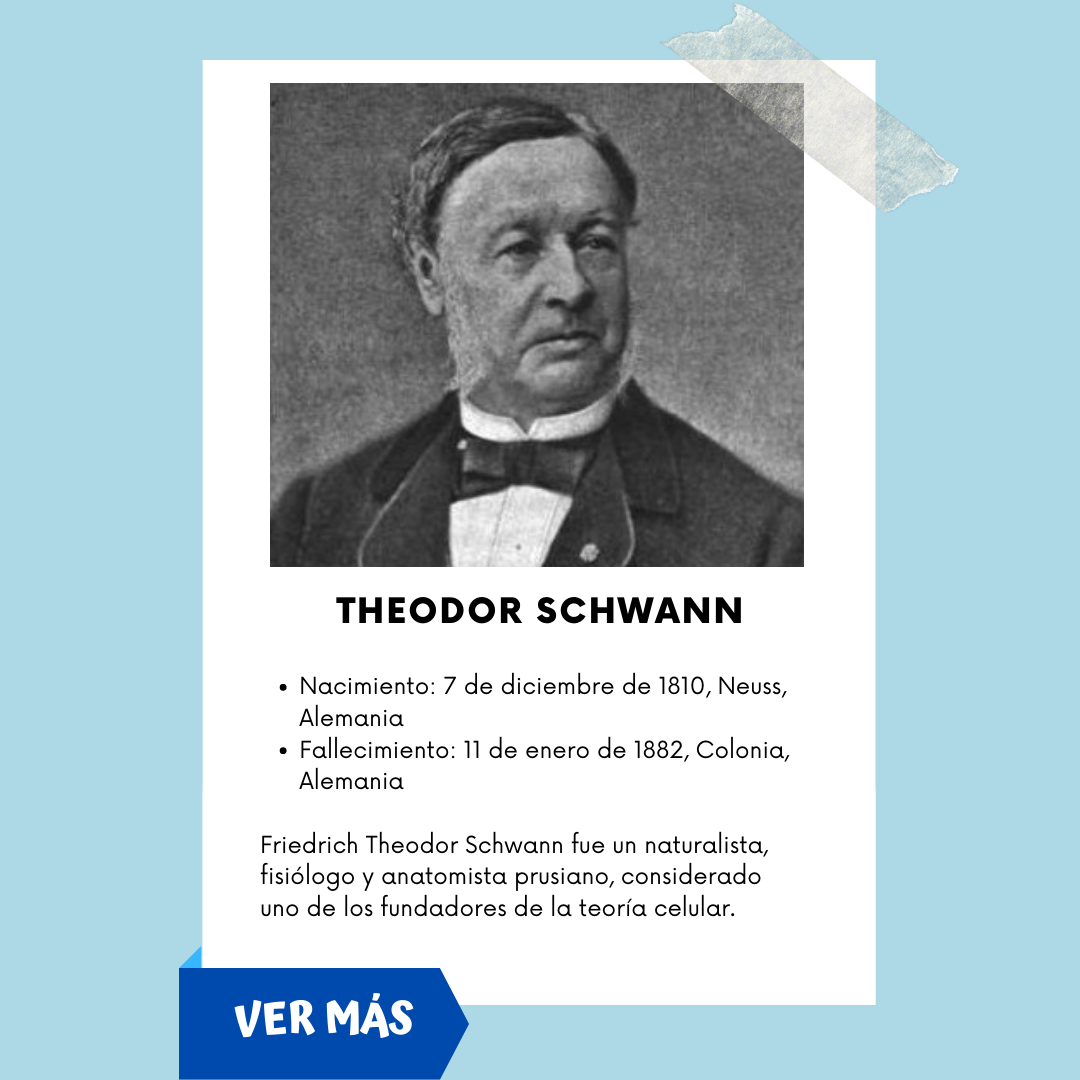 THEODOR SCHWANN
• Nacimiento: 7 de diciembre de 1810, Neuss,
Alemania
• Fallecimiento: 11 de enero de 1882, Colonia,
Alemania
Friedrich Theodor Schwann fue un naturalista,
fisiólogo y anatomista prusiano, considerado
uno de los fundadores de la teoría celular.
VER MÁS